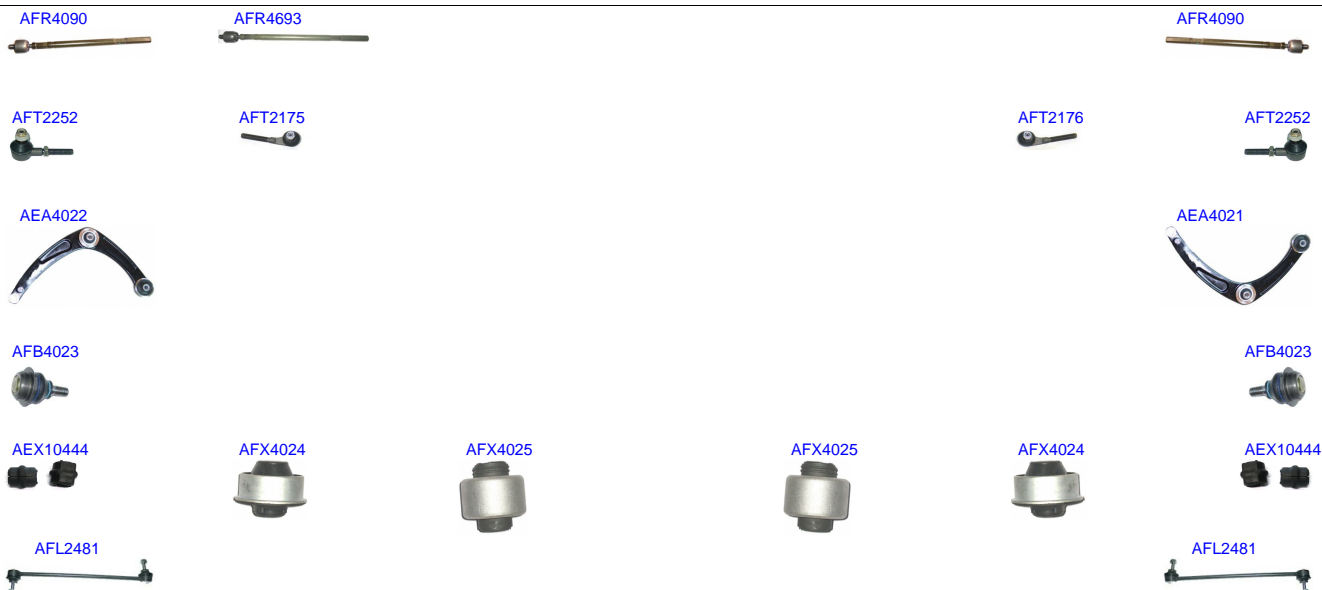 AFR4090 AFR4693 AFR4090
AFT2252 AFT2175 AFT2176 AFT2252
AEA4022 AEA4021
AFB4023 AFB4023
AEX10444 AFX4024 AFX4025 AFX4025 AFX4024 AEX10444
AFL2481 AFL2481